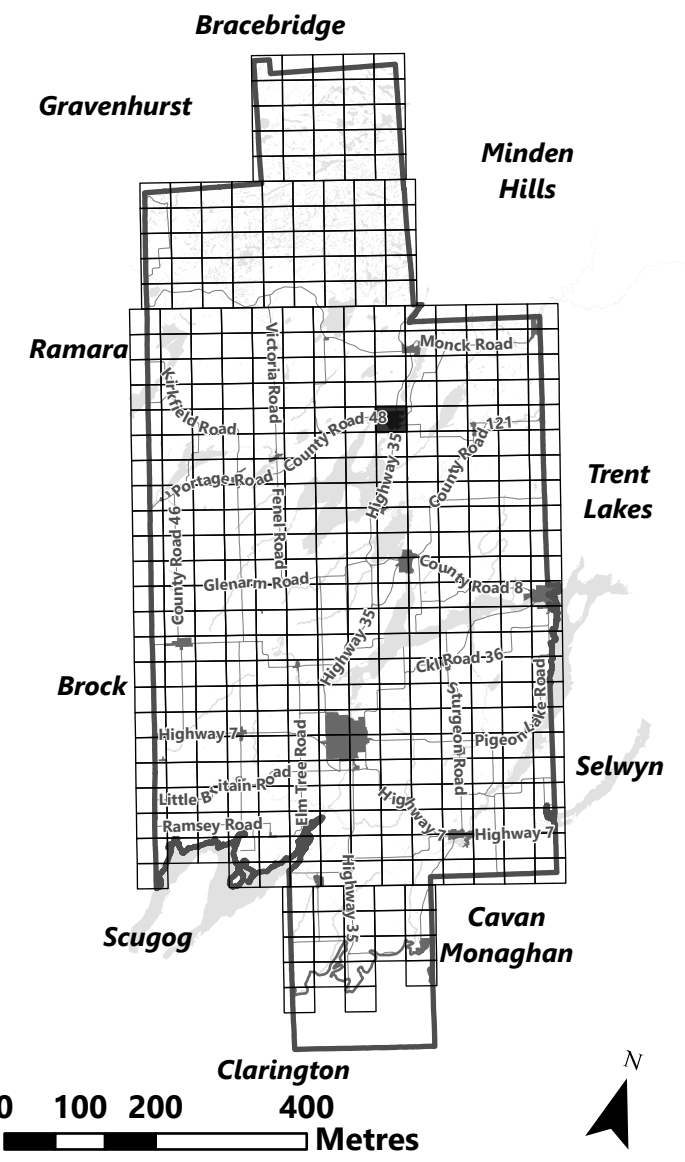 Bracebridge
Gravenhurst
Minden
Hills
Ramara
Victoria Road
Monck Road
Kirkfield Road
County Road 48
County Road 121
Highway 35
Portage Road
Trent
Lakes
Fenel Road
County Road 46
Glenarm Road
County Road 8
Highway 35
Ckl Road 36
Brock
Sturgeon Road
Pigeon Lake Road
Highway 7
Elm Tree Road
Selwyn
Little Britain Road
Highway 7
Ramsey Road
Highway 7
Highway 35
Scugog
Cavan
Monaghan
Clarington
N
0 100 200 400
Metres